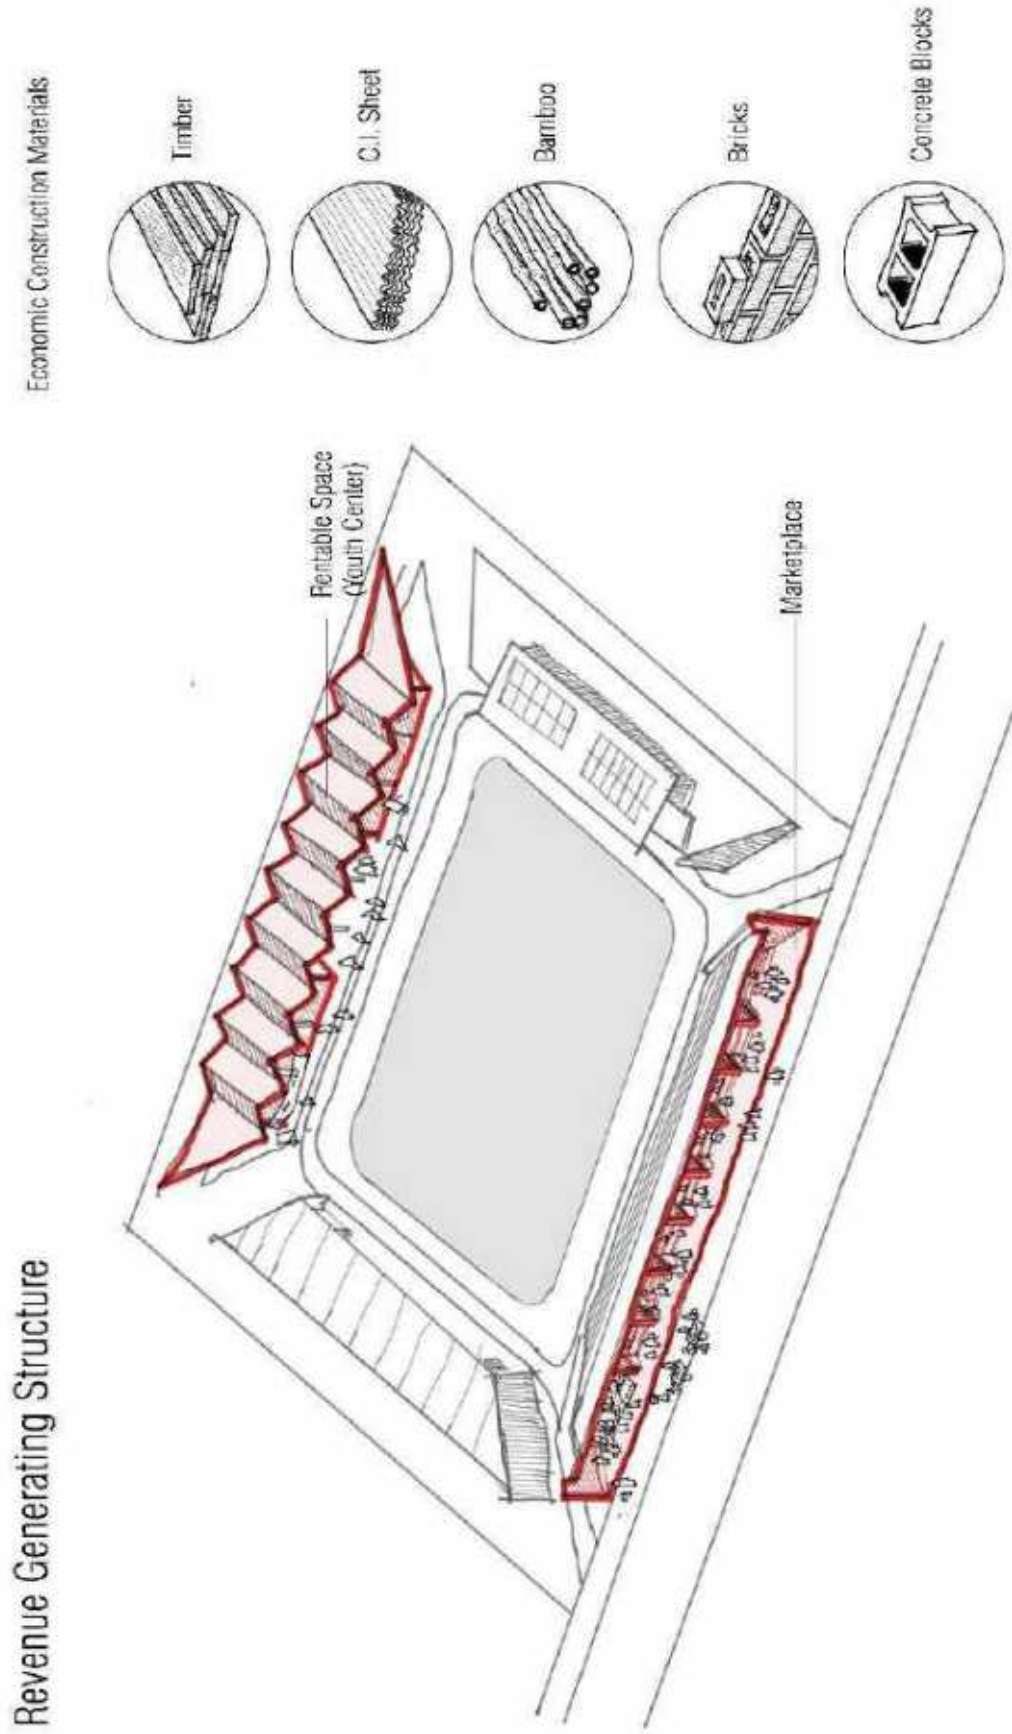 Revenue Generating Structure
Economic Construction Materials
Timber
C.I. Sheet
Bamboo
Bricks
Concrete Blocks
Rentable Space
(Youth Center)
Marketplace